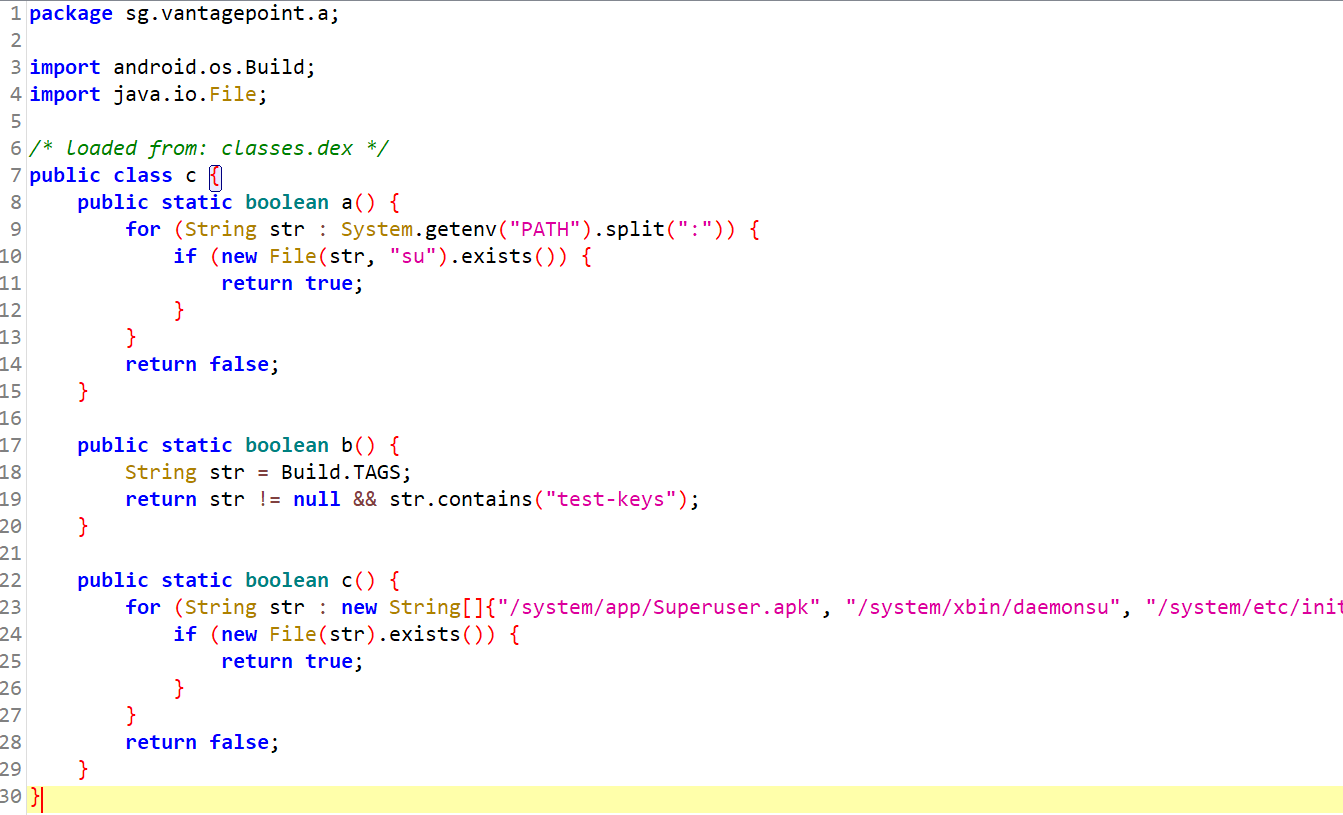 1 package sg.vantagepoint.a;
2
3 import android.os.Build;
4 import java.io.File;
5
6 /* loaded from: classes.dex */
7 public class c {
8     public static boolean a() {
9         for (String str : System.getenv("PATH").split(":")) {
10             if (new File(str, "su").exists()) {
11                 return true;
12             }
13         }
14         return false;
15     }
16
17     public static boolean b() {
18         String str = Build.TAGS;
19         return str != null && str.contains("test-keys");
20     }
21
22     public static boolean c() {
23         for (String str : new String[]{"/system/app/Superuser.apk", "/system/xbin/daemonsu", "/system/etc/init
24             if (new File(str).exists()) {
25                 return true;
26             }
27         }
28         return false;
29     }
30 }